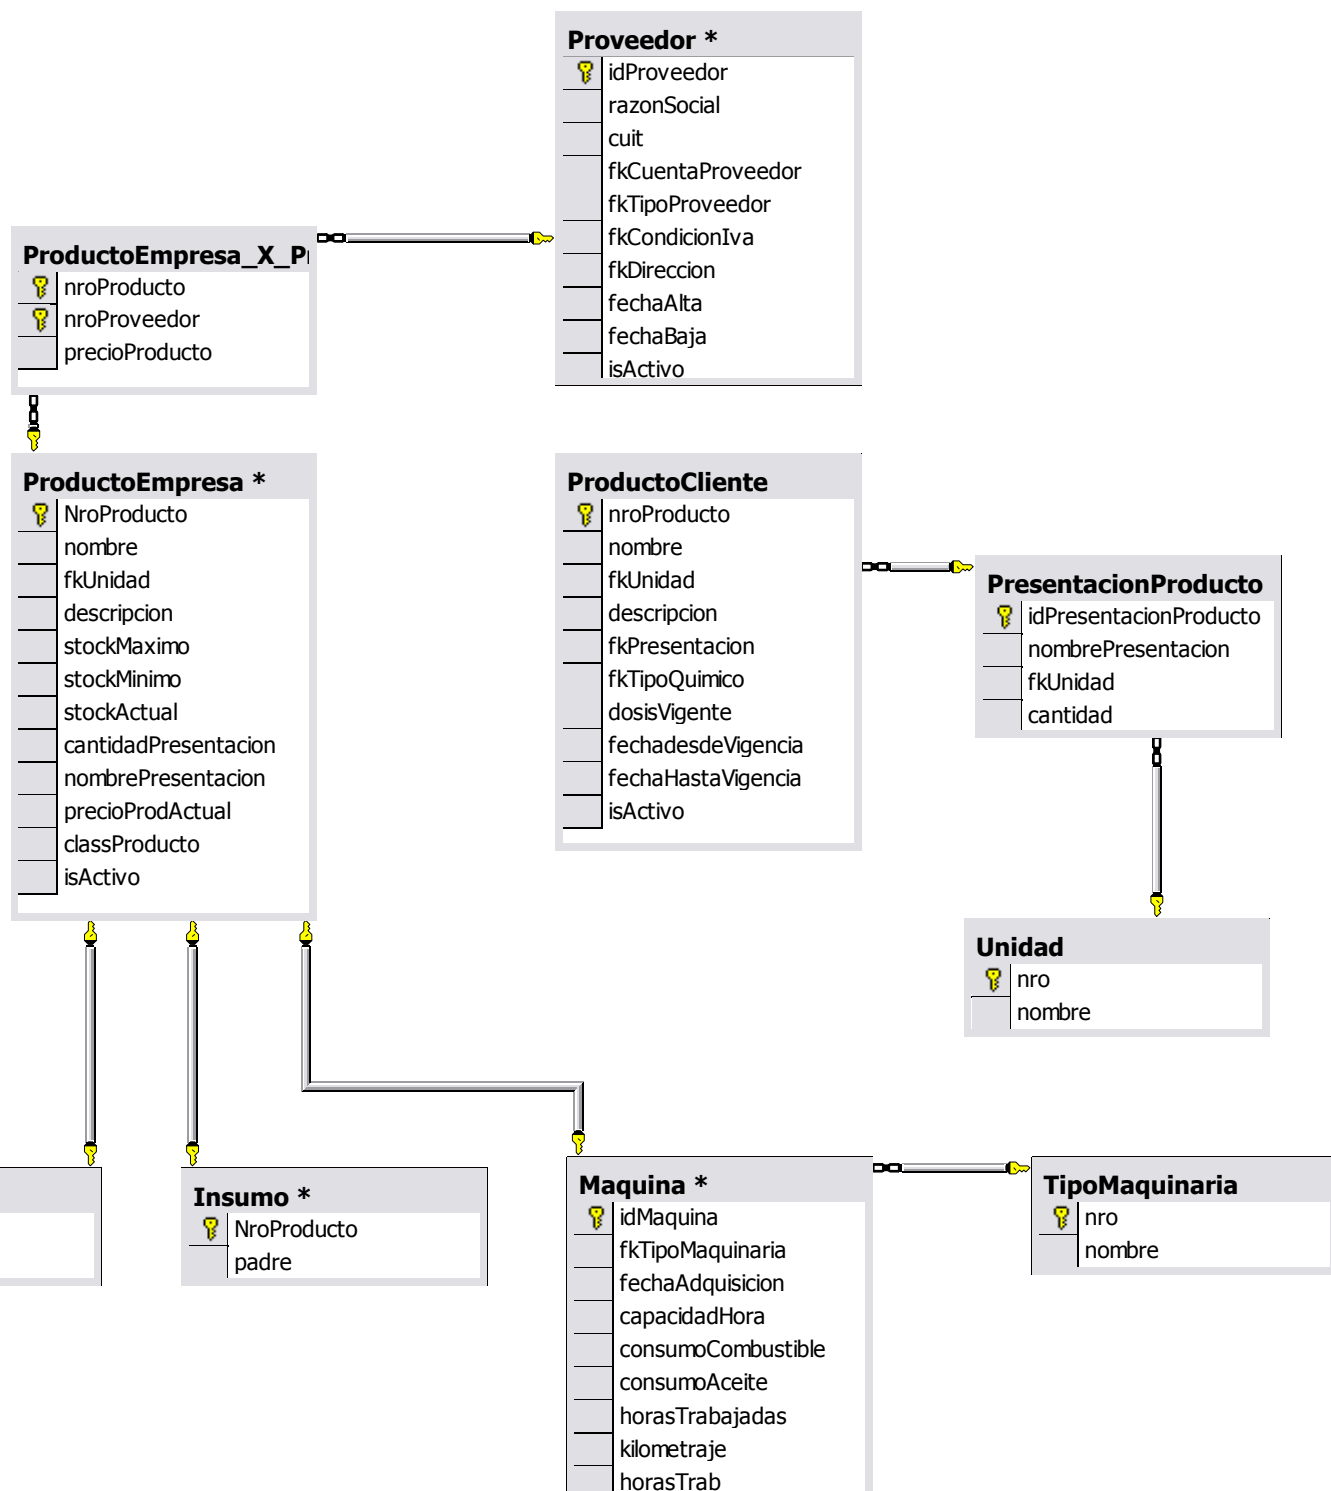 Proveedor *
idProveedor
razonSocial
cuit
fkCuentaProveedor
fkTipoProveedor
fkCondicionIva
fkDireccion
fechaAlta
fechaBaja
isActivo
ProductoEmpresa_X_P
nroProducto
nroProveedor
precioProducto
ProductoEmpresa *
NroProducto
nombre
fkUnidad
descripcion
stockMaximo
stockMinimo
stockActual
cantidadPresentacion
nombrePresentacion
precioProdActual
classProducto
isActivo
ProductoCliente
nroProducto
nombre
fkUnidad
descripcion
fkPresentacion
fkTipoQuimico
dosisVigente
fechadesdeVigencia
fechaHastaVigencia
isActivo
PresentacionProducto
idPresentacionProducto
nombrePresentacion
fkUnidad
cantidad
Unidad
nro
nombre
Insumo *
NroProducto
padre
Maquina *
idMaquina
fkTipoMaquinaria
fechaAdquisicion
capacidadHora
consumoCombustible
consumoAceite
horasTrabajadas
kilometraje
horasTrab
TipoMaquinaria
nro
nombre